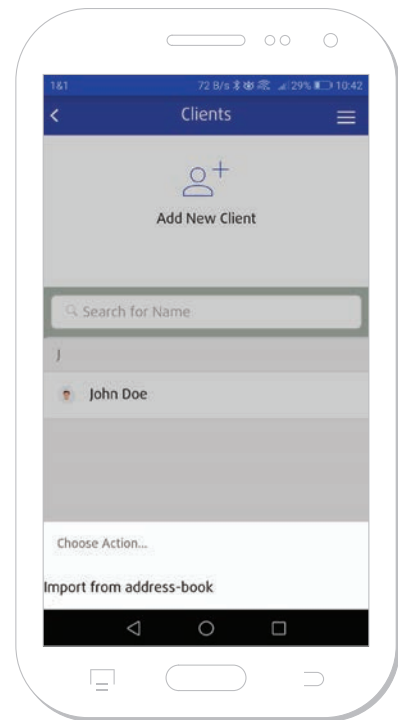 1&1 72 B/s 29% 10:42
Clients
Add New Client
Search for Name
J
John Doe
Choose Action...
Import from address-book